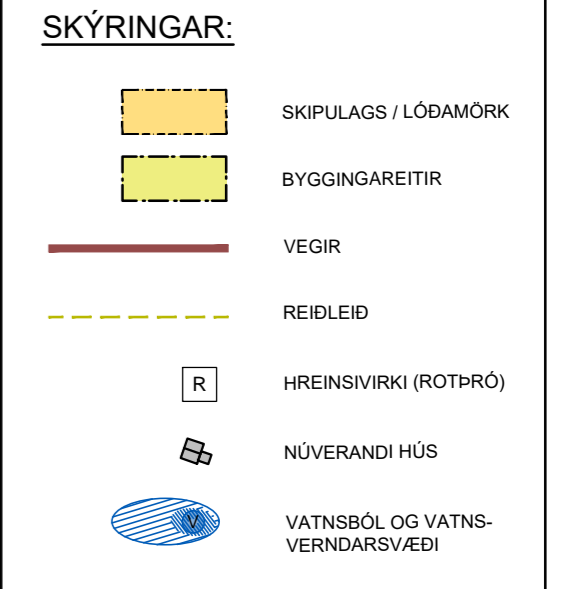 SKÝRINGAR:
SKIPULAGS / LÓÐAMÖRK
BYGGINGAREITIR
VEGIR
REIÐLEIÐ
R HREINSIVIRKI (ROTÞRÓ)
NÚVERANDI HÚS
V VATNSBÓL OG VATNS-
VERNDARSVÆÐI